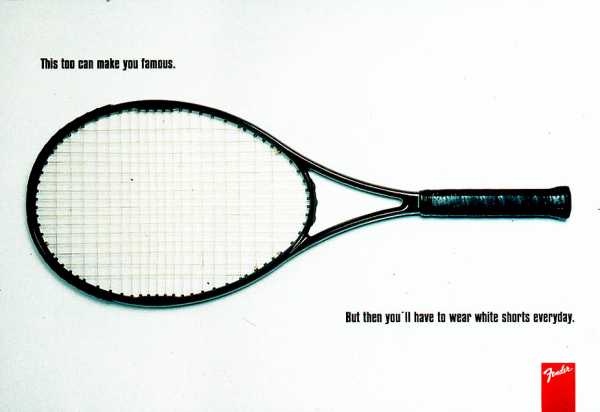 This too can make you famous.
But then you´ll have to wear white shorts everyday.
Fender